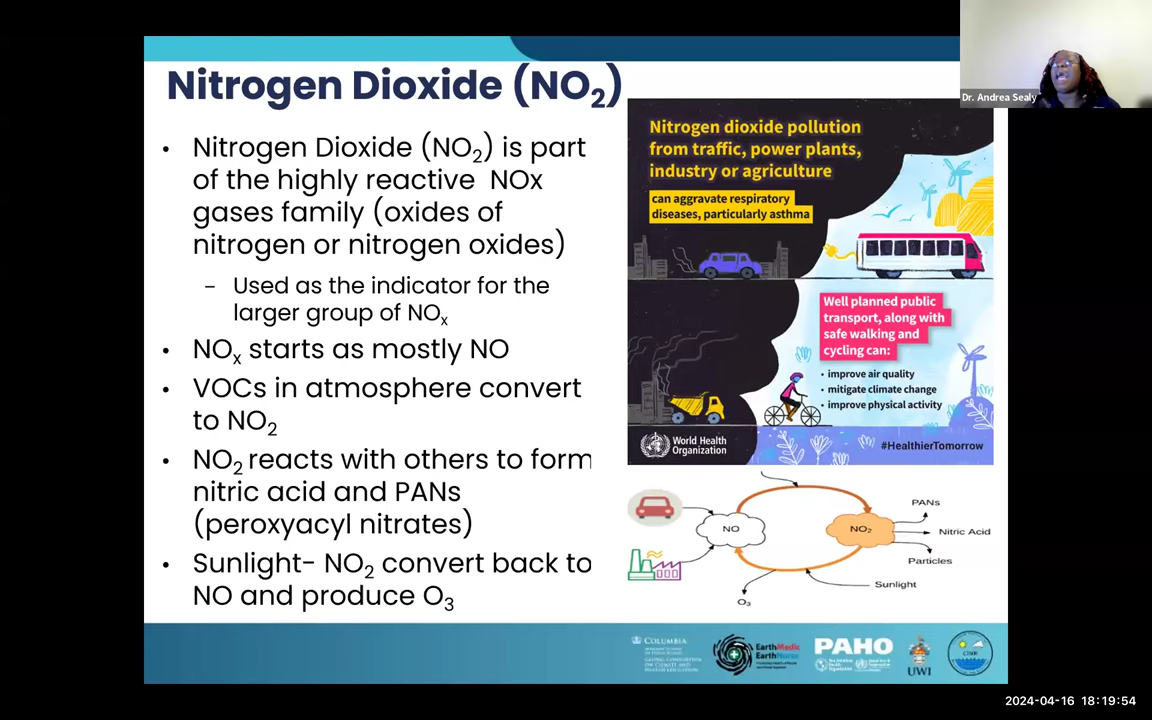 Nitrogen Dioxide (NO₂)
• Nitrogen Dioxide (NO₂) is part
of the highly reactive NOx
gases family (oxides of
nitrogen or nitrogen oxides)
– Used as the indicator for the
larger group of NOₓ
• NOₓ starts as mostly NO
• VOCs in atmosphere convert
to NO₂
• NO₂ reacts with others to form
nitric acid and PANs
(peroxyacyl nitrates)
• Sunlight- NO₂ convert back to
NO and produce O₃
Dr. Andrea Sealy
Nitrogen dioxide pollution
from traffic, power plants,
industry or agriculture
can aggravate respiratory
diseases, particularly asthma
Well planned public
transport, along with
safe walking and
cycling can:
• improve air quality
• mitigate climate change
• improve physical activity
World Health
Organization
#HealthierTomorrow
NO
NO₂
PANs
Nitric Acid
Particles
Sunlight
O₃
COLUMBIA
EarthMedic
EarthNurse
PAHO
UWI
CIMH
2024-04-16 18:19:54